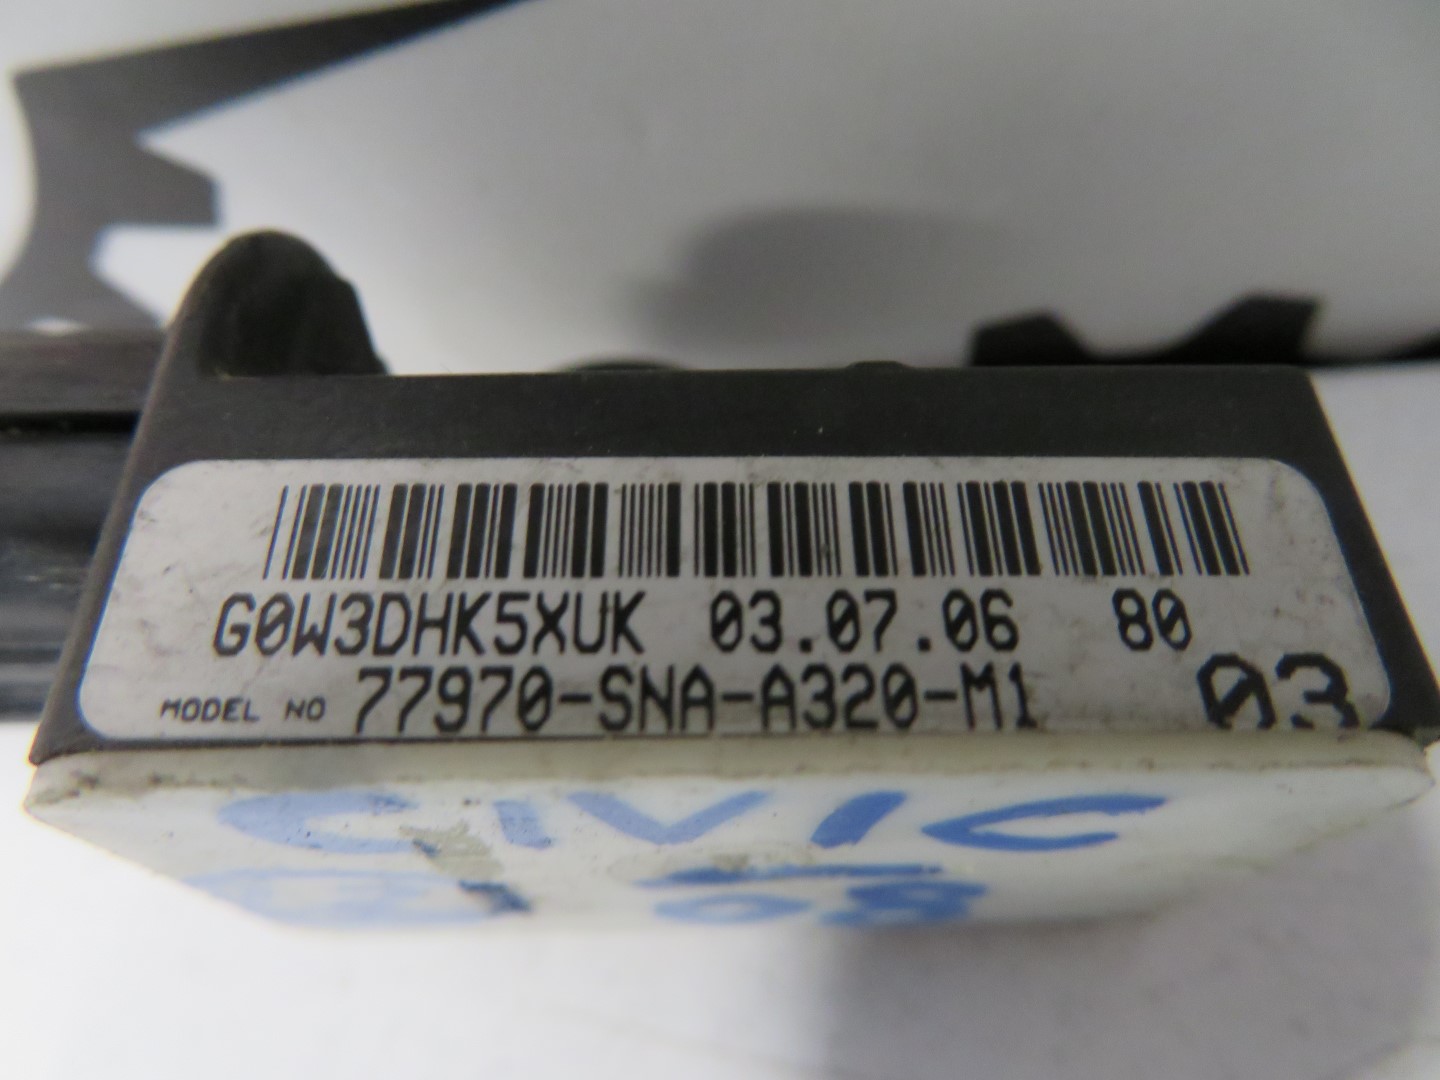 G0W3DHK5XUK 03.07.06 80
MODEL NO 77970-SNA-A320-M1 03
CIVIC
08